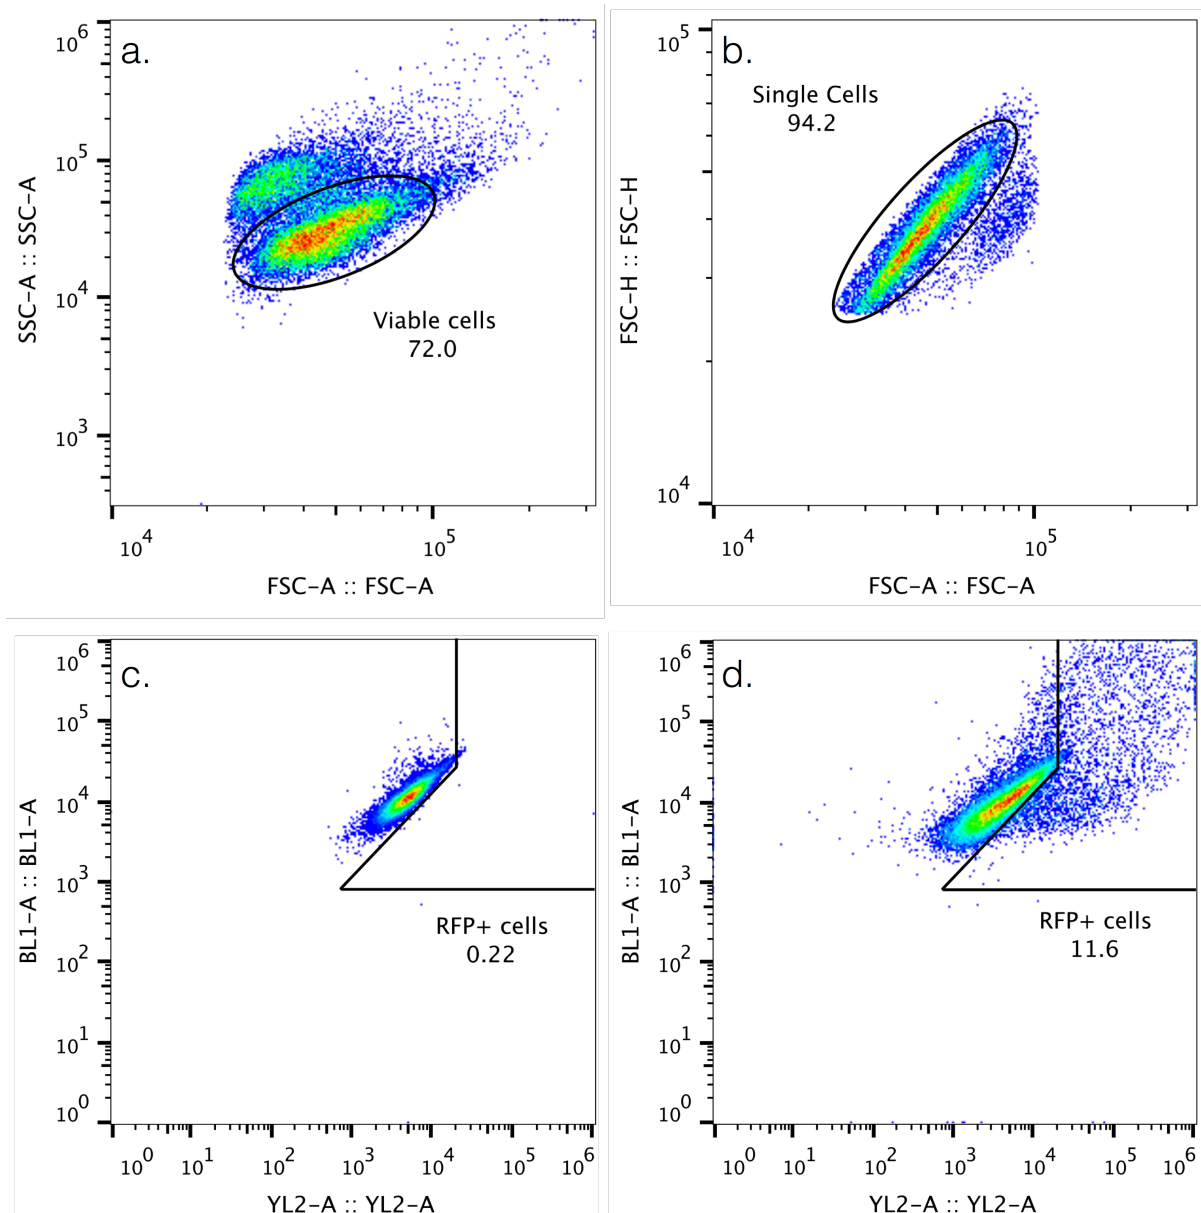 a.
10^6
10^5
10^4
10^3
SSC-A :: SSC-A
Viable cells
72.0
10^4
10^5
FSC-A :: FSC-A
b.
10^5
10^4
FSC-H :: FSC-H
Single Cells
94.2
10^4
10^5
FSC-A :: FSC-A
c.
10^6
10^5
10^4
10^3
10^2
10^1
10^0
BL1-A :: BL1-A
RFP+ cells
0.22
10^0 10^1 10^2 10^3 10^4 10^5 10^6
YL2-A :: YL2-A
d.
10^6
10^5
10^4
10^3
10^2
10^1
10^0
BL1-A :: BL1-A
RFP+ cells
11.6
10^0 10^1 10^2 10^3 10^4 10^5 10^6
YL2-A :: YL2-A